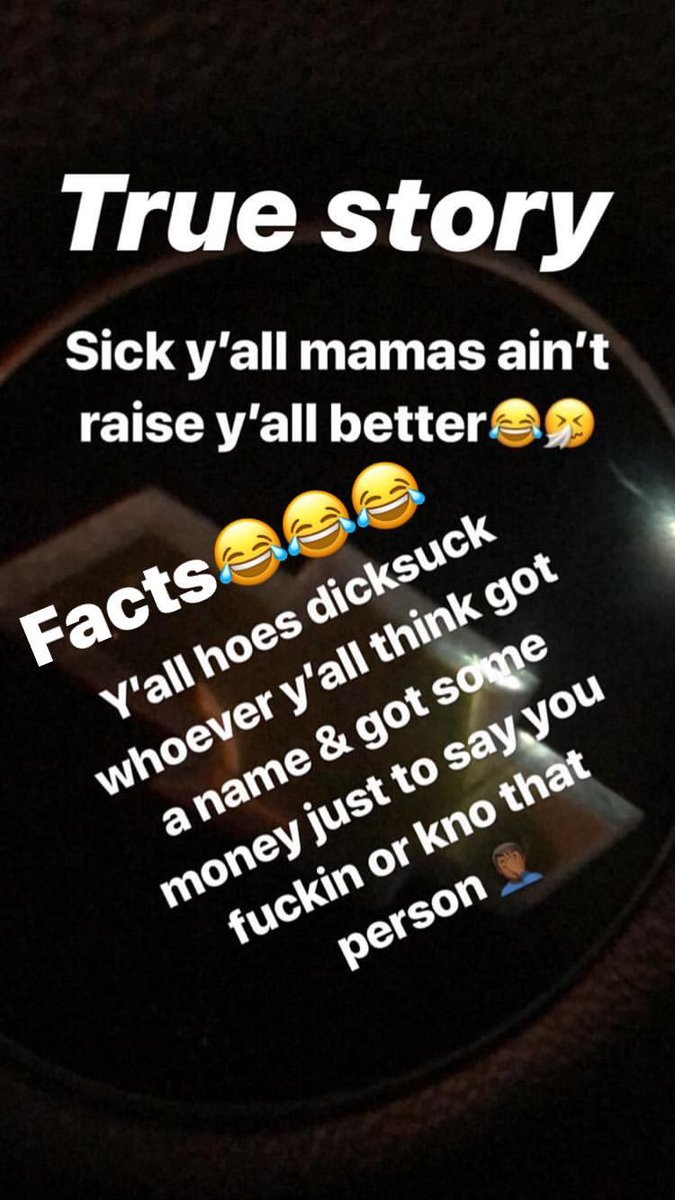 True story
Sick y’all mamas ain’t
raise y’all better😂🤧
Facts😂😂😂
Y'all hoes dicksuck
whoever y’all think got
a name & got some
money just to say you
fuckin or kno that
person 🤦🏾‍♂️